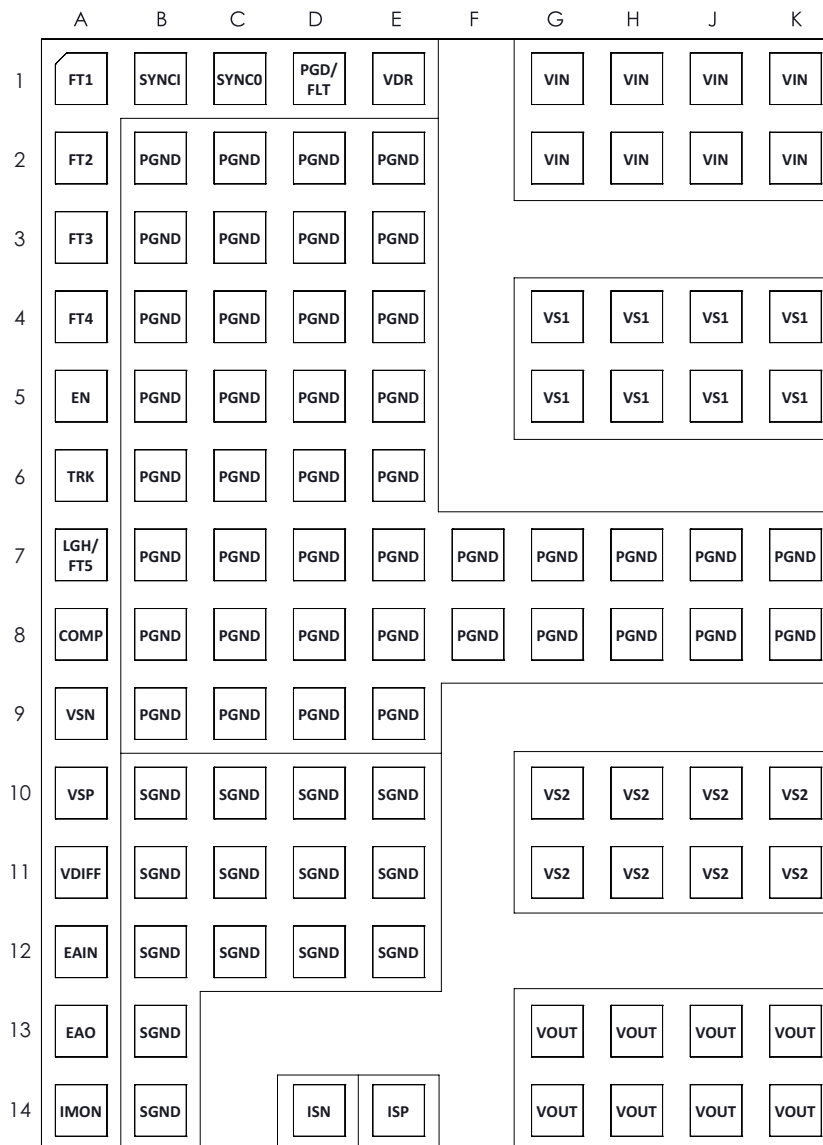 A B C D E F G H J K
1 FT1 SYNCI SYNC0 PGD/ FLT VDR VIN VIN VIN VIN
2 FT2 PGND PGND PGND PGND VIN VIN VIN VIN
3 FT3 PGND PGND PGND PGND
4 FT4 PGND PGND PGND PGND VS1 VS1 VS1 VS1
5 EN PGND PGND PGND PGND VS1 VS1 VS1 VS1
6 TRK PGND PGND PGND PGND
7 LGH/ FT5 PGND PGND PGND PGND PGND PGND PGND PGND PGND
8 COMP PGND PGND PGND PGND PGND PGND PGND PGND PGND
9 VSN PGND PGND PGND PGND
10 VSP SGND SGND SGND SGND VS2 VS2 VS2 VS2
11 VDIFF SGND SGND SGND SGND VS2 VS2 VS2 VS2
12 EAIN SGND SGND SGND SGND
13 EAO SGND VOUT VOUT VOUT VOUT
14 IMON SGND ISN ISP VOUT VOUT VOUT VOUT